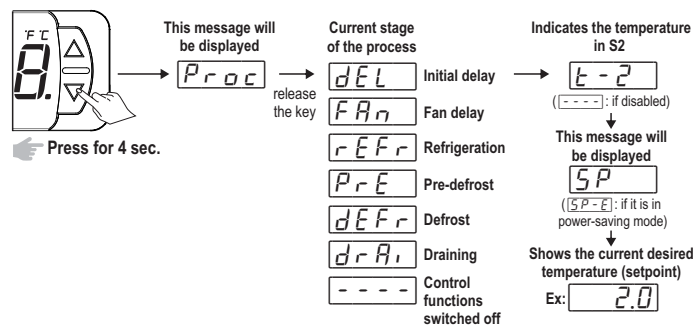 °F °C
8.
Press for 4 sec.
This message will
be displayed
Proc
release
the key
Current stage
of the process
dEL Initial delay
FAn Fan delay
rEFr Refrigeration
PrE Pre-defrost
dEFr Defrost
drAi Draining
- - - - Control
functions
switched off
Indicates the temperature
in S2
t-2
(- - - - : if disabled)
This message will
be displayed
SP
(SP-E : if it is in
power-saving mode)
Shows the current desired
temperature (setpoint)
Ex: 2.0